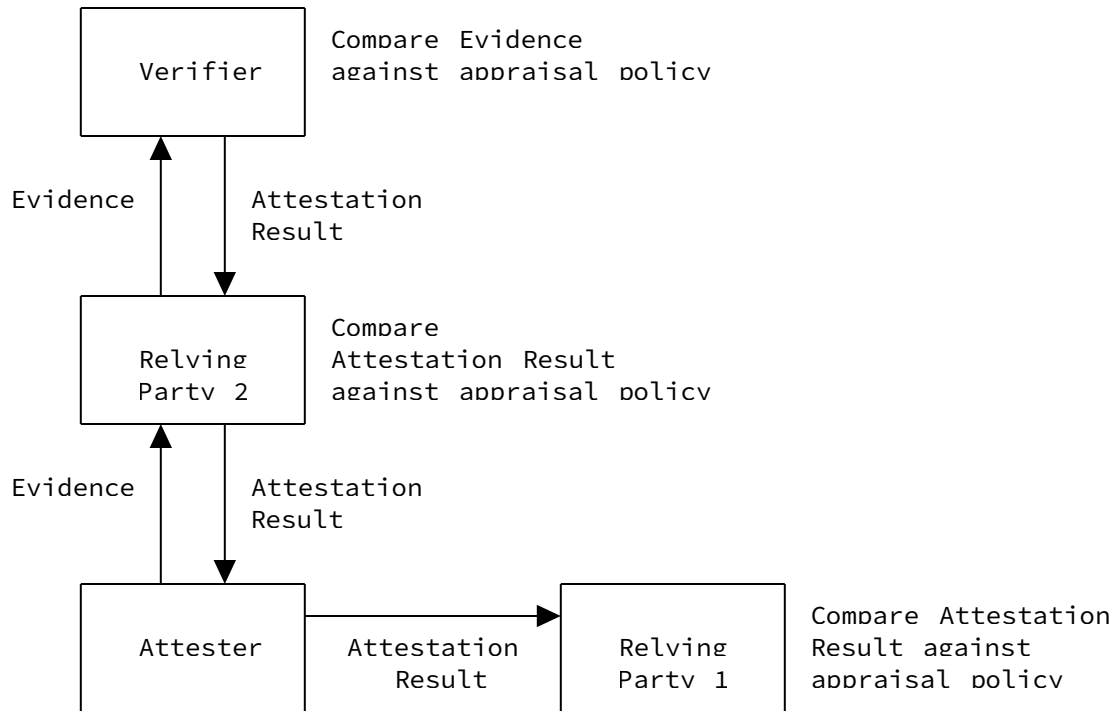 Verifier
Compare Evidence
against appraisal policy
Evidence
Attestation
Result
Relying
Party 2
Compare
Attestation Result
against appraisal policy
Evidence
Attestation
Result
Attester
Attestation
Result
Relying
Party 1
Compare Attestation
Result against
appraisal policy